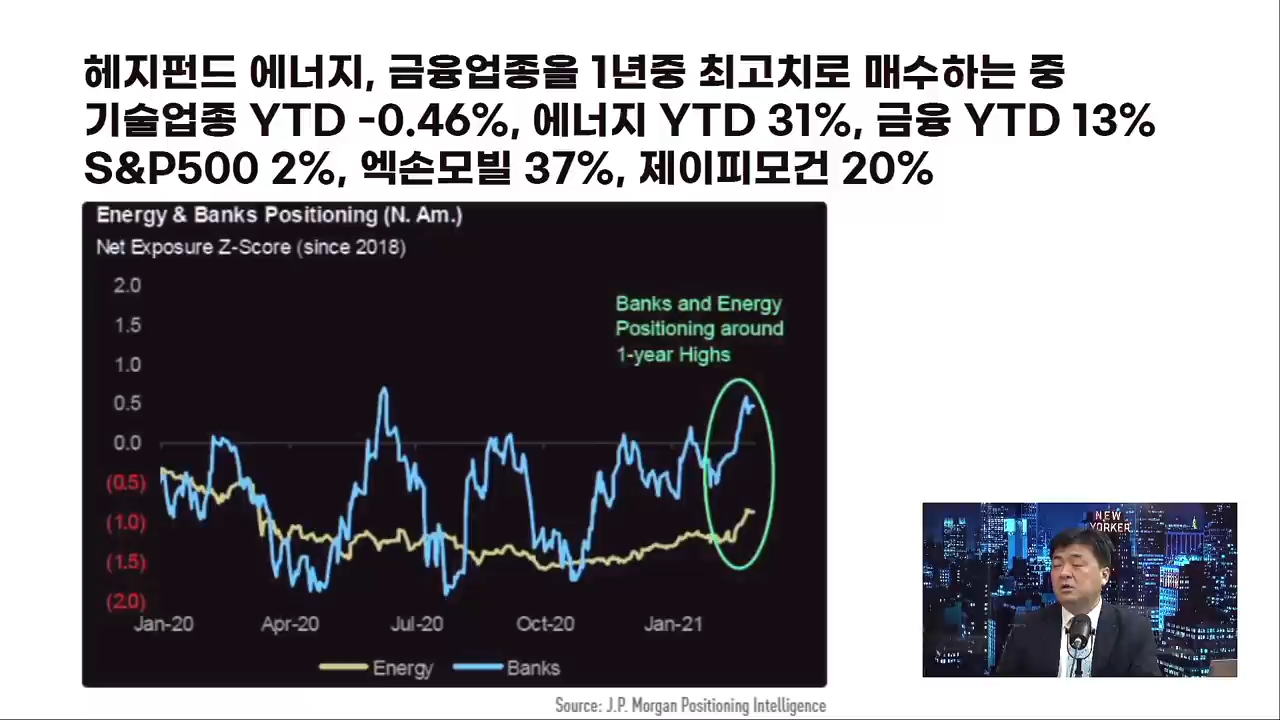 헤지펀드 에너지, 금융업종을 1년중 최고치로 매수하는 중
기술업종 YTD -0.46%, 에너지 YTD 31%, 금융 YTD 13%
S&P500 2%, 엑손모빌 37%, 제이피모건 20%
Energy & Banks Positioning (N. Am.)
Net Exposure Z-Score (since 2018)
2.0
1.5
1.0
0.5
0.0
(0.5)
(1.0)
(1.5)
(2.0)
Banks and Energy
Positioning around
1-year Highs
Jan-20 Apr-20 Jul-20 Oct-20 Jan-21
Energy Banks
Source: J.P. Morgan Positioning Intelligence
NEW
YORKER